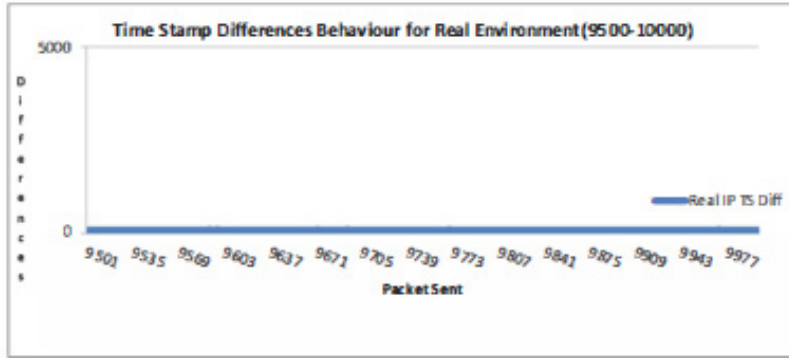 Time Stamp Differences Behaviour for Real Environment(9500-10000)
5000
Differences
Real IP TS Diff
0
9501 9535 9569 9603 9637 9671 9705 9739 9773 9807 9841 9875 9909 9943 9977
Packet Sent